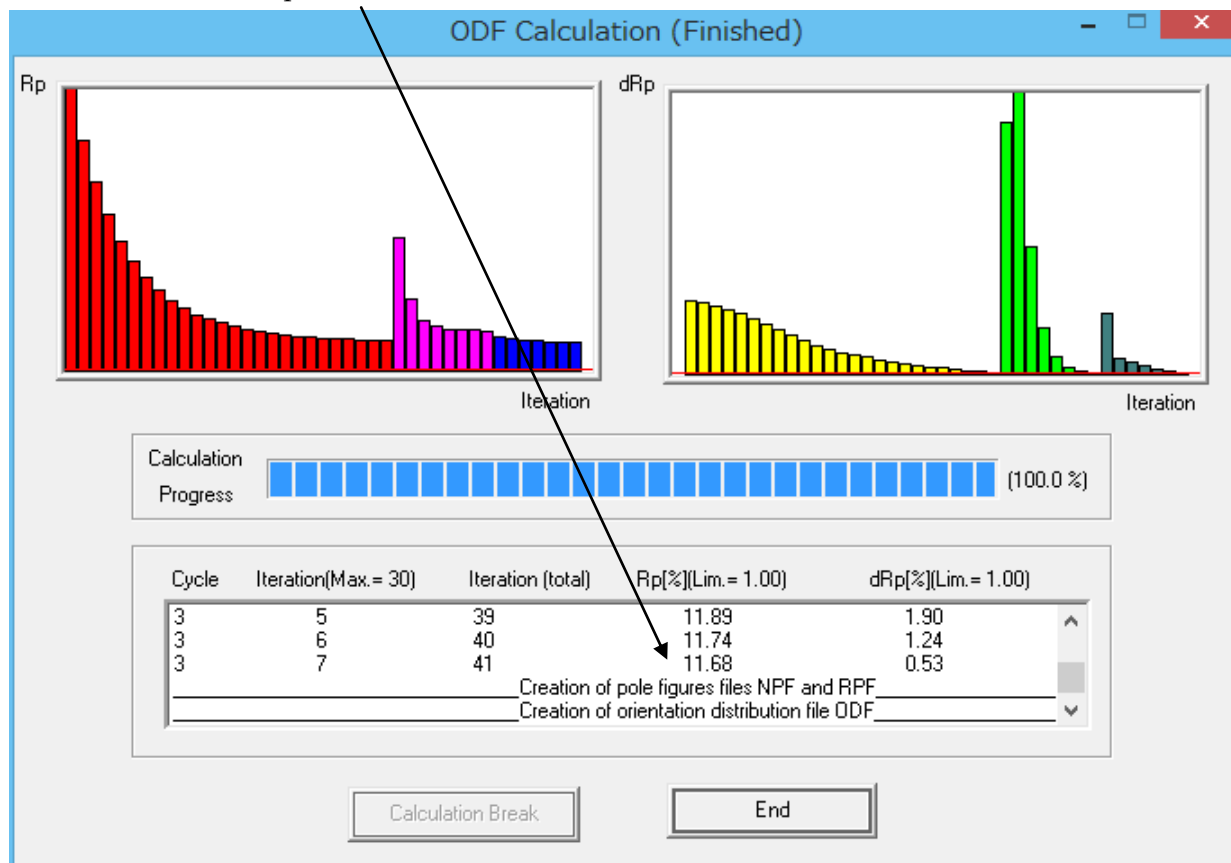 ODF Calculation (Finished)
Rp
dRp
Iteration
Iteration
Calculation
Progress
(100.0 %)
Cycle Iteration(Max.= 30) Iteration (total) Rp[%](Lim.= 1.00) dRp[%](Lim.= 1.00)
3 5 39 11.89 1.90
3 6 40 11.74 1.24
3 7 41 11.68 0.53
Creation of pole figures files NPF and RPF
Creation of orientation distribution file ODF
Calculation Break
End